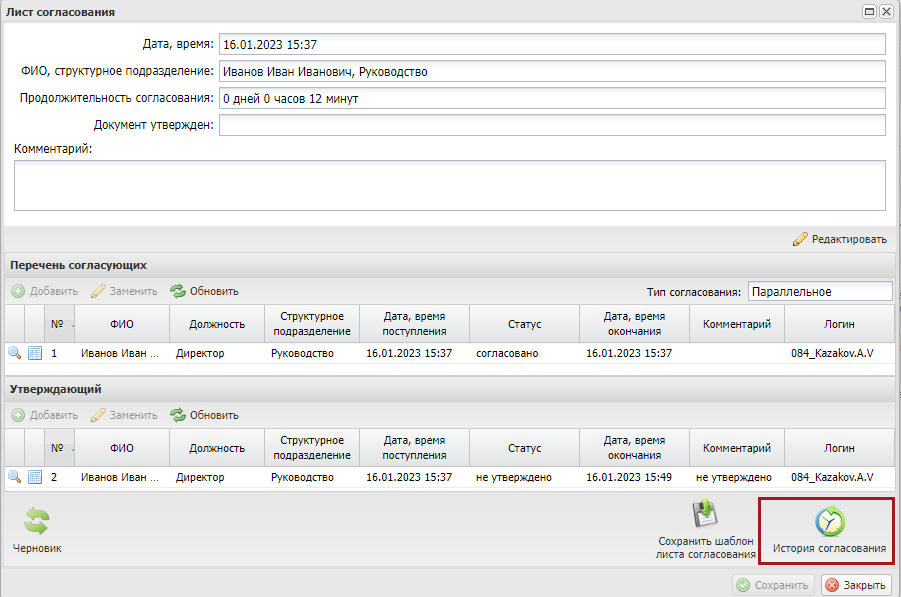 Лист согласования
Дата, время: 16.01.2023 15:37
ФИО, структурное подразделение: Иванов Иван Иванович, Руководство
Продолжительность согласования: 0 дней 0 часов 12 минут
Документ утвержден:
Комментарий:
Редактировать
Перечень согласующих
Добавить Заменить Обновить Тип согласования: Параллельное
№ ФИО Должность Структурное подразделение Дата, время поступления Статус Дата, время окончания Комментарий Логин
1 Иванов Иван ... Директор Руководство 16.01.2023 15:37 согласовано 16.01.2023 15:37 084_Kazakov.A.V
Утверждающий
Добавить Заменить Обновить
№ ФИО Должность Структурное подразделение Дата, время поступления Статус Дата, время окончания Комментарий Логин
2 Иванов Иван ... Директор Руководство 16.01.2023 15:37 не утверждено 16.01.2023 15:49 не утверждено 084_Kazakov.A.V
Черновик
Сохранить шаблон
листа согласования
История согласования
Сохранить Закрыть